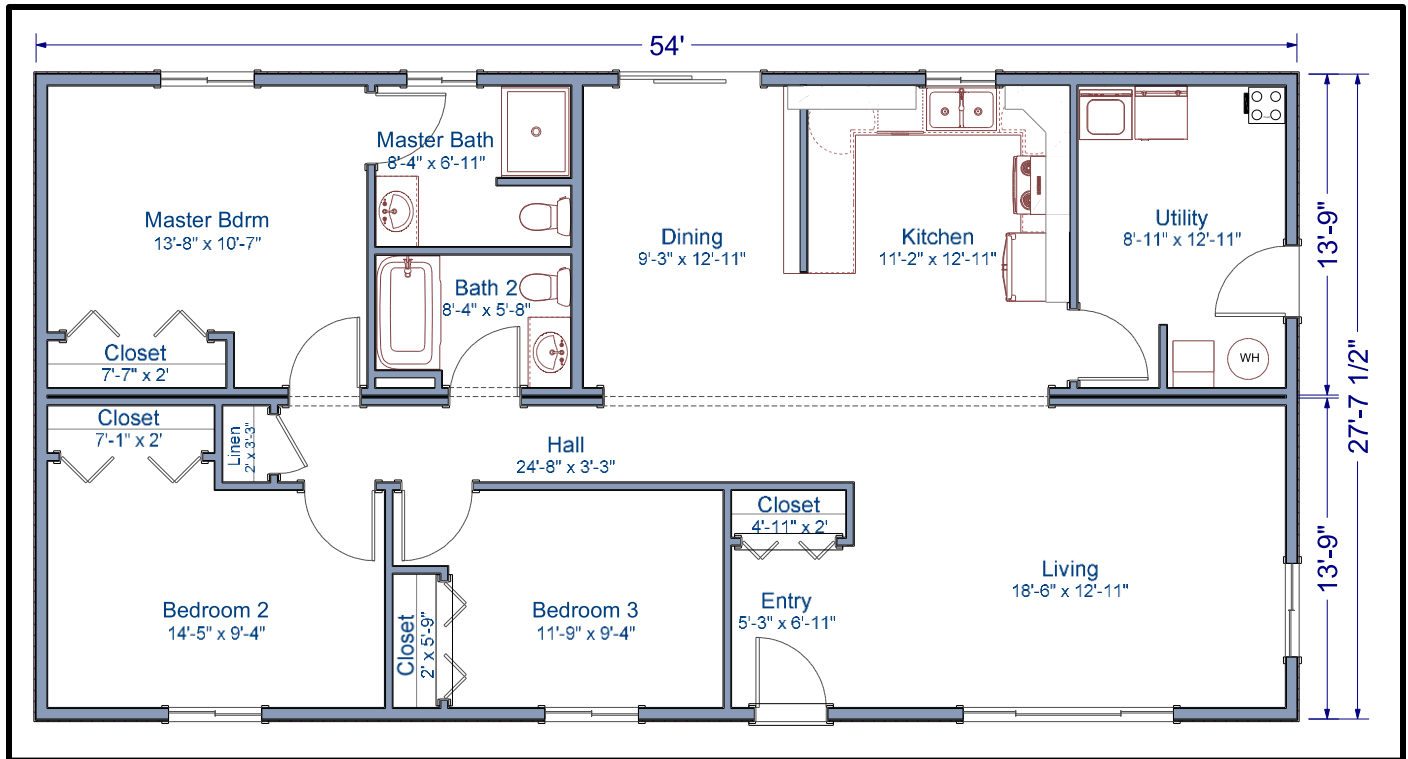 54'
Master Bath
8'-4" x 6'-11"
Master Bdrm
13'-8" x 10'-7"
Dining
9'-3" x 12'-11"
Kitchen
11'-2" x 12'-11"
Utility
8'-11" x 12'-11"
13'-9"
Bath 2
8'-4" x 5'-8"
Closet
7'-7" x 2'
WH
27'-7 1/2"
Closet
7'-1" x 2'
Linen
2' x 3'-3"
Hall
24'-8" x 3'-3"
Closet
4'-11" x 2'
Living
18'-6" x 12'-11"
13'-9"
Bedroom 2
14'-5" x 9'-4"
Closet
2' x 5'-9"
Bedroom 3
11'-9" x 9'-4"
Entry
5'-3" x 6'-11"